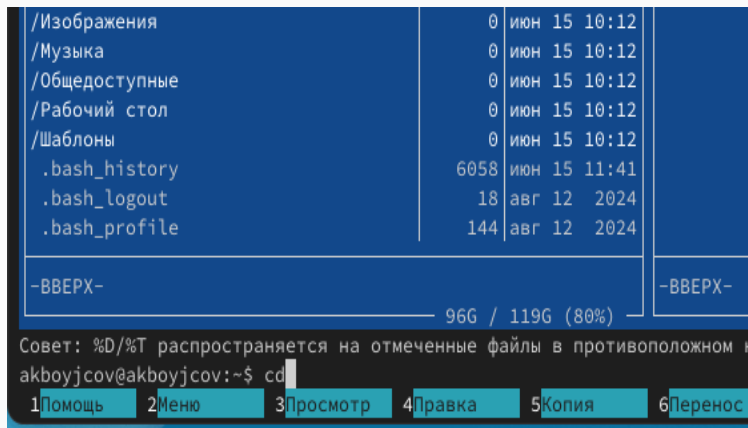 /Изображения 0 июн 15 10:12
/Музыка 0 июн 15 10:12
/Общедоступные 0 июн 15 10:12
/Рабочий стол 0 июн 15 10:12
/Шаблоны 0 июн 15 10:12
.bash_history 6058 июн 15 11:41
.bash_logout 18 авг 12 2024
.bash_profile 144 авг 12 2024
-ВВЕРХ- -ВВЕРХ-
96G / 119G (80%)
Совет: %D/%T распространяется на отмеченные файлы в противоположном
akboyjcov@akboyjcov:~$ cd
1Помощь 2Меню 3Просмотр 4Правка 5Копия 6Перенос